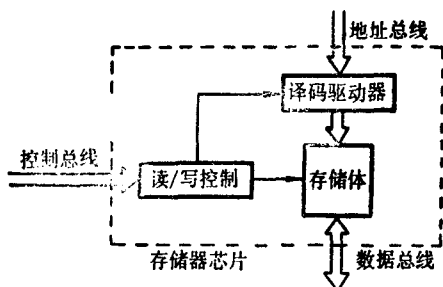 地址总线
译码驱动器
控制总线
读/写控制
存储体
存储器芯片
数据总线